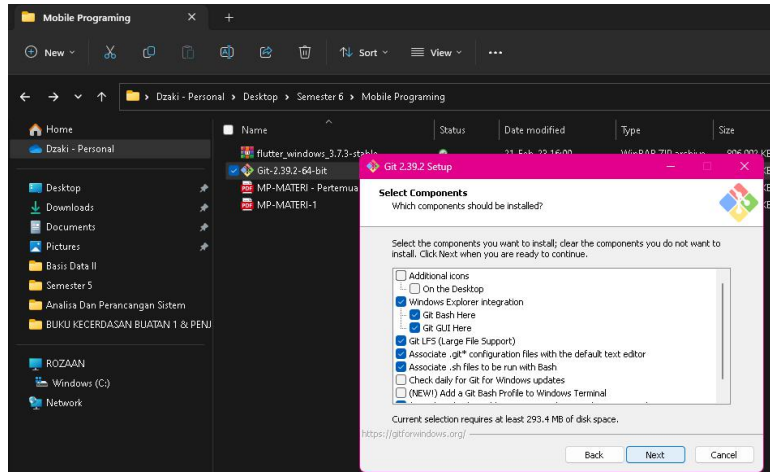 Mobile Programing
New
Sort
View
Dzaki - Personal > Desktop > Semester 6 > Mobile Programing
Home
Dzaki - Personal
Desktop
Downloads
Documents
Pictures
Basis Data II
Semester 5
Analisa Dan Perancangan Sistem
BUKU KECERDASAN BUATAN 1 & PENJ
ROZAAN
Windows (C:)
Network
Name Status Date modified Type Size
flutter_windows_3.7.3-stable 21-Feb-23 16:00 WinRAR ZIP archive
Git-2.39.2-64-bit
MP-MATERI - Pertemua
MP-MATERI-1
Git 2.39.2 Setup
Select Components
Which components should be installed?
Select the components you want to install; clear the components you do not want to
install. Click Next when you are ready to continue.
Additional icons
On the Desktop
Windows Explorer integration
Git Bash Here
Git GUI Here
Git LFS (Large File Support)
Associate .git* configuration files with the default text editor
Associate .sh files to be run with Bash
Check daily for Git for Windows updates
(NEW!) Add a Git Bash Profile to Windows Terminal
Current selection requires at least 293.4 MB of disk space.
https://gitforwindows.org/
Back Next Cancel